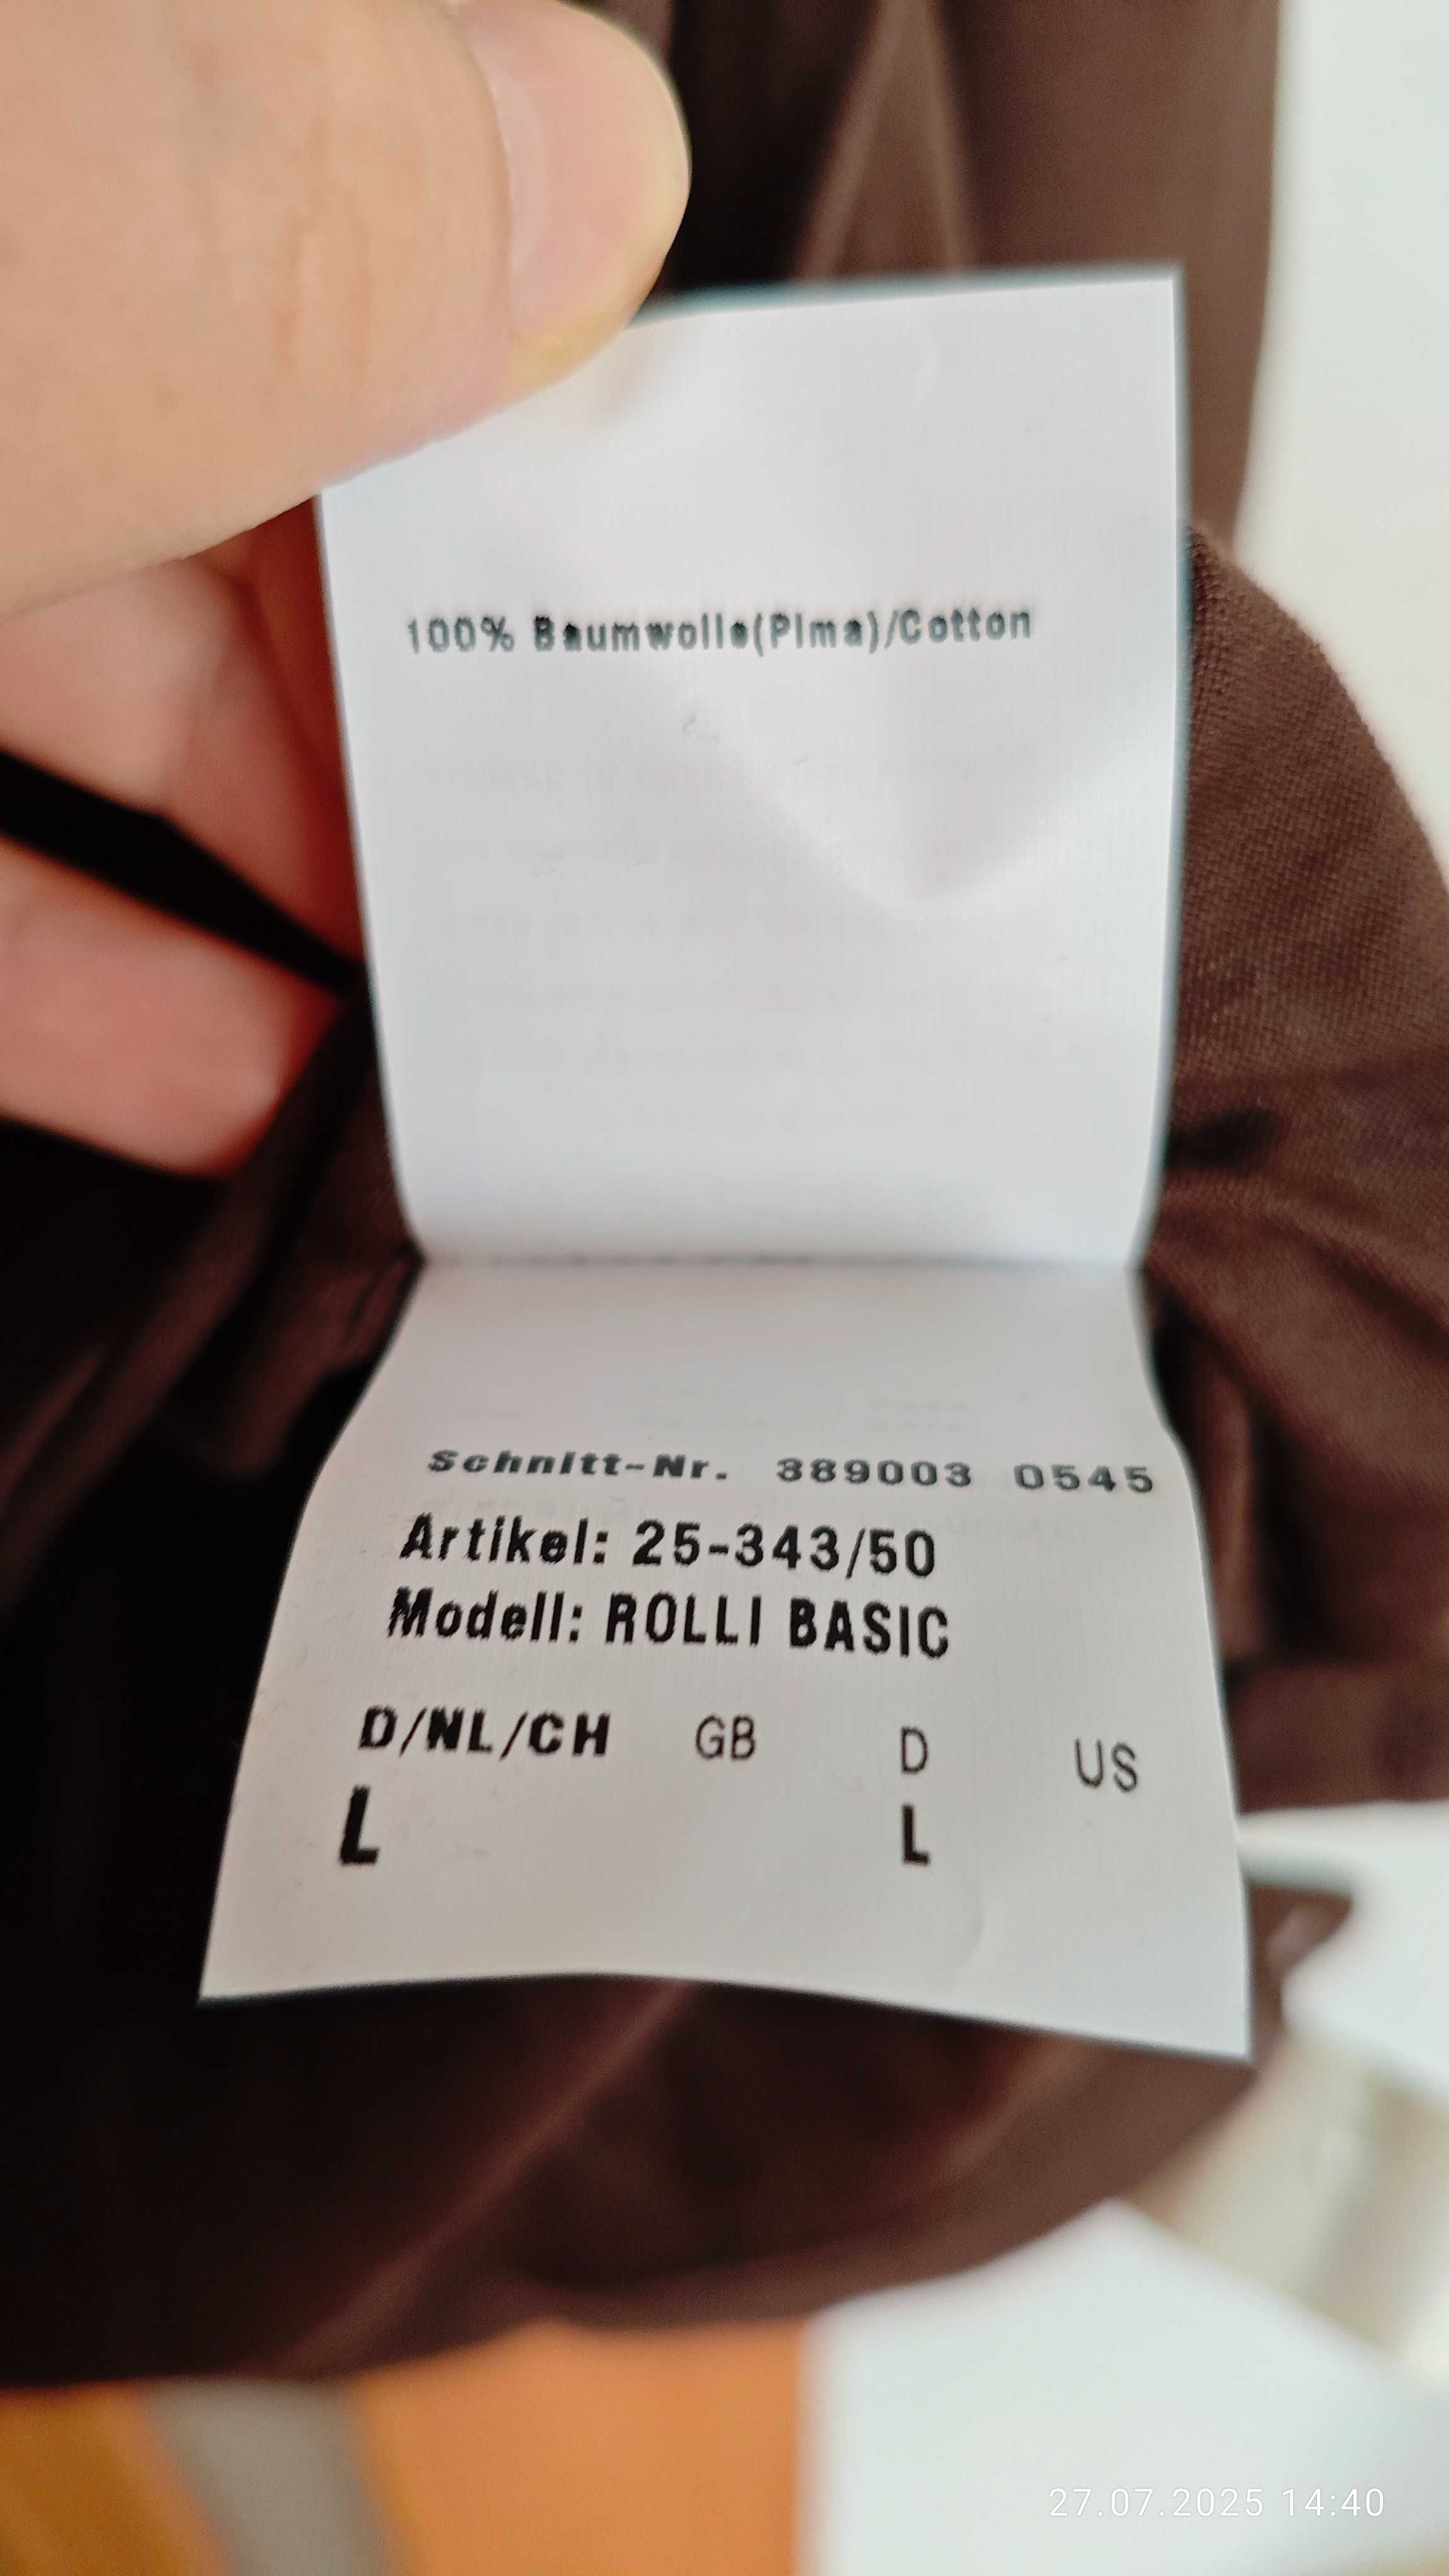 100% Baumwolle(Pima)/Cotton
Schnitt-Nr. 389003 0545
Artikel: 25-343/50
Modell: ROLLI BASIC
D/NL/CH GB D US
L L
27.07.2025 14:40